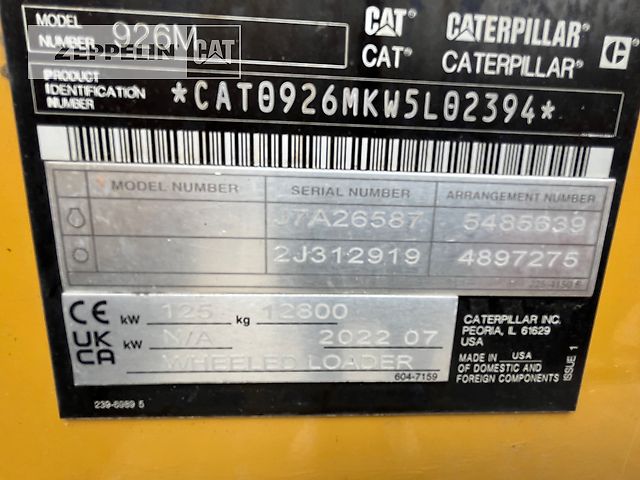 MODEL NUMBER 926M
ZEPPELIN CAT
CAT CATERPILLAR C
CAT® CATERPILLAR®
PRODUCT IDENTIFICATION NUMBER *CAT0926MKW5L02394*
MODEL NUMBER SERIAL NUMBER ARRANGEMENT NUMBER
J7A26587 5485639
2J312919 4897275
CE kW 125 kg 12800
UK CA kW N/A 2022 07
WHEELED LOADER
604-7159
239-6989 5
CATERPILLAR INC.
PEORIA, IL 61629
USA
MADE IN USA
OF DOMESTIC AND
FOREIGN COMPONENTS
ISSUE 1